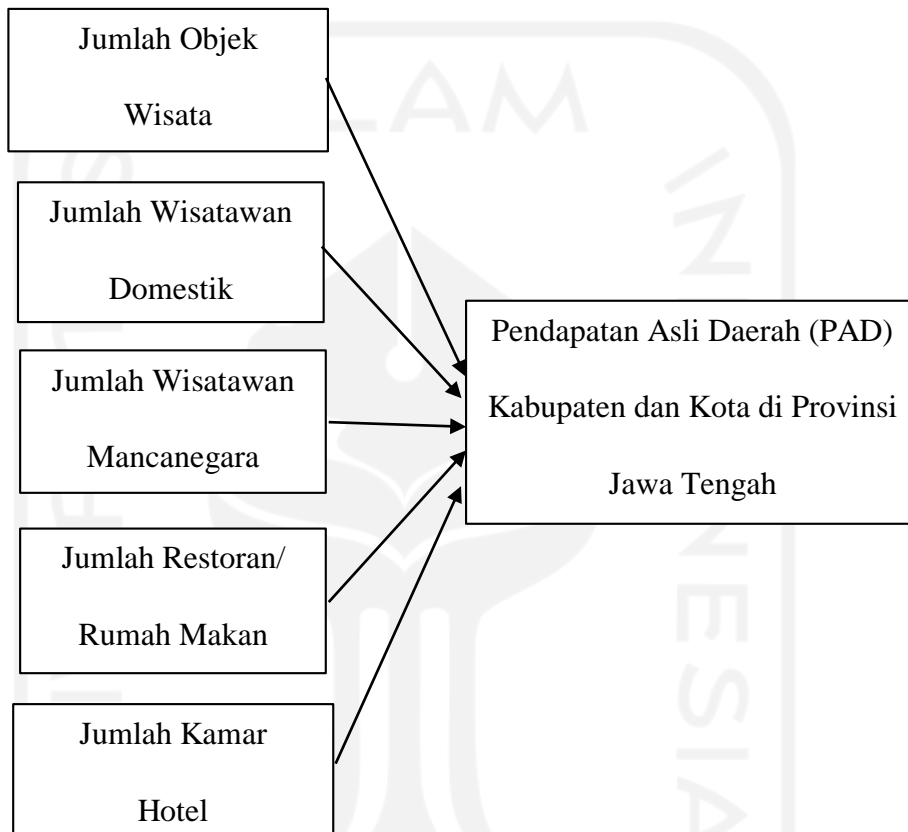 Jumlah Objek
Wisata
Jumlah Wisatawan
Domestik
Jumlah Wisatawan
Mancanegara
Jumlah Restoran/
Rumah Makan
Jumlah Kamar
Hotel
Pendapatan Asli Daerah (PAD)
Kabupaten dan Kota di Provinsi
Jawa Tengah